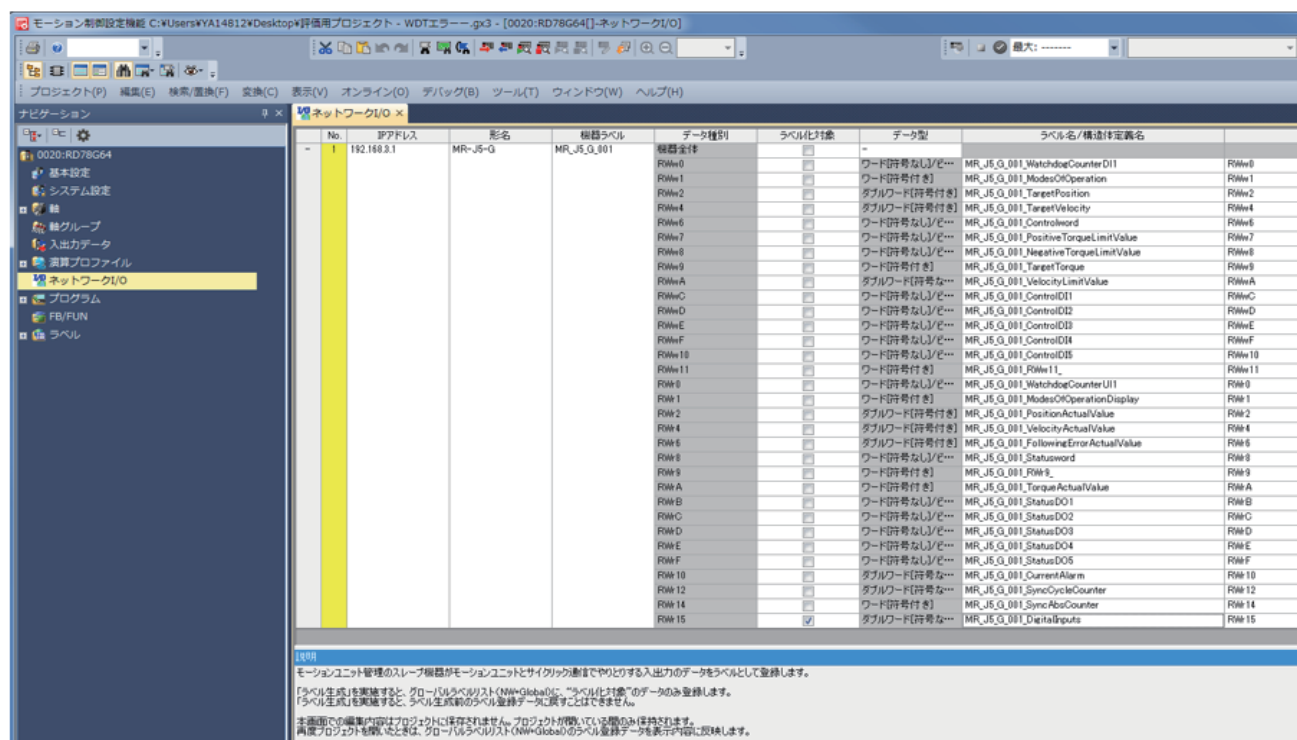 モーション制御設定機能 C:¥Users¥YA14812¥Desktop¥評価用プロジェクト - WDTエラーー.gx3 - [0020:RD78G64[]-ネットワークI/O]
最大: -------
プロジェクト(P) 編集(E) 検索/置換(F) 変換(C) 表示(V) オンライン(O) デバッグ(B) ツール(T) ウィンドウ(W) ヘルプ(H)
ナビゲーション
ネットワークI/O
0020:RD78G64
基本設定
システム設定
軸
軸グループ
入出力データ
演算プロファイル
ネットワークI/O
プログラム
FB/FUN
ラベル
No. IPアドレス 形名 機器ラベル データ種別 ラベル化対象 データ型 ラベル名/構造体定義名
1 192.168.3.1 MR-J5-G MR_J5_G_001 機器全体 -
RWw0 ワード[符号なし]/ビ… MR_J5_G_001_WatchdogCounterDI1 RWw0
RWw1 ワード[符号付き] MR_J5_G_001_ModesOfOperation RWw1
RWw2 ダブルワード[符号付き] MR_J5_G_001_TargetPosition RWw2
RWw4 ダブルワード[符号付き] MR_J5_G_001_TargetVelocity RWw4
RWw6 ワード[符号なし]/ビ… MR_J5_G_001_Controlword RWw6
RWw7 ワード[符号なし]/ビ… MR_J5_G_001_PositiveTorqueLimitValue RWw7
RWw8 ワード[符号なし]/ビ… MR_J5_G_001_NegativeTorqueLimitValue RWw8
RWw9 ワード[符号付き] MR_J5_G_001_TargetTorque RWw9
RWwA ダブルワード[符号な… MR_J5_G_001_VelocityLimitValue RWwA
RWwC ワード[符号なし]/ビ… MR_J5_G_001_ControlDI1 RWwC
RWwD ワード[符号なし]/ビ… MR_J5_G_001_ControlDI2 RWwD
RWwE ワード[符号なし]/ビ… MR_J5_G_001_ControlDI3 RWwE
RWwF ワード[符号なし]/ビ… MR_J5_G_001_ControlDI4 RWwF
RWw10 ワード[符号なし]/ビ… MR_J5_G_001_ControlDI5 RWw10
RWw11 ワード[符号付き] MR_J5_G_001_RWw11_ RWw11
RWr0 ワード[符号なし]/ビ… MR_J5_G_001_WatchdogCounterUI1 RWr0
RWr1 ワード[符号付き] MR_J5_G_001_ModesOfOperationDisplay RWr1
RWr2 ダブルワード[符号付き] MR_J5_G_001_PositionActualValue RWr2
RWr4 ダブルワード[符号付き] MR_J5_G_001_VelocityActualValue RWr4
RWr6 ダブルワード[符号付き] MR_J5_G_001_FollowingErrorActualValue RWr6
RWr8 ワード[符号なし]/ビ… MR_J5_G_001_Statusword RWr8
RWr9 ワード[符号付き] MR_J5_G_001_RWr9_ RWr9
RWrA ワード[符号付き] MR_J5_G_001_TorqueActualValue RWrA
RWrB ワード[符号なし]/ビ… MR_J5_G_001_StatusDO1 RWrB
RWrC ワード[符号なし]/ビ… MR_J5_G_001_StatusDO2 RWrC
RWrD ワード[符号なし]/ビ… MR_J5_G_001_StatusDO3 RWrD
RWrE ワード[符号なし]/ビ… MR_J5_G_001_StatusDO4 RWrE
RWrF ワード[符号なし]/ビ… MR_J5_G_001_StatusDO5 RWrF
RWr10 ダブルワード[符号な… MR_J5_G_001_CurrentAlarm RWr10
RWr12 ダブルワード[符号な… MR_J5_G_001_SyncCycleCounter RWr12
RWr14 ワード[符号付き] MR_J5_G_001_SyncAbsCounter RWr14
RWr15 ダブルワード[符号な… MR_J5_G_001_DigitalInputs RWr15
説明
モーションユニット管理のスレーブ機器がモーションユニットとサイクリック通信でやりとりする入出力のデータをラベルとして登録します。
「ラベル生成」を実施すると、グローバルラベルリスト(NW+Global)に、"ラベル化対象"のデータのみ登録します。
「ラベル生成」を実施すると、ラベル生成前のラベル登録データに戻すことはできません。
本画面での編集内容はプロジェクトに保存されません。プロジェクトが開いている間のみ保持されます。
再度プロジェクトを開いたときは、グローバルラベルリスト(NW+Global)のラベル登録データを表示内容に反映します。